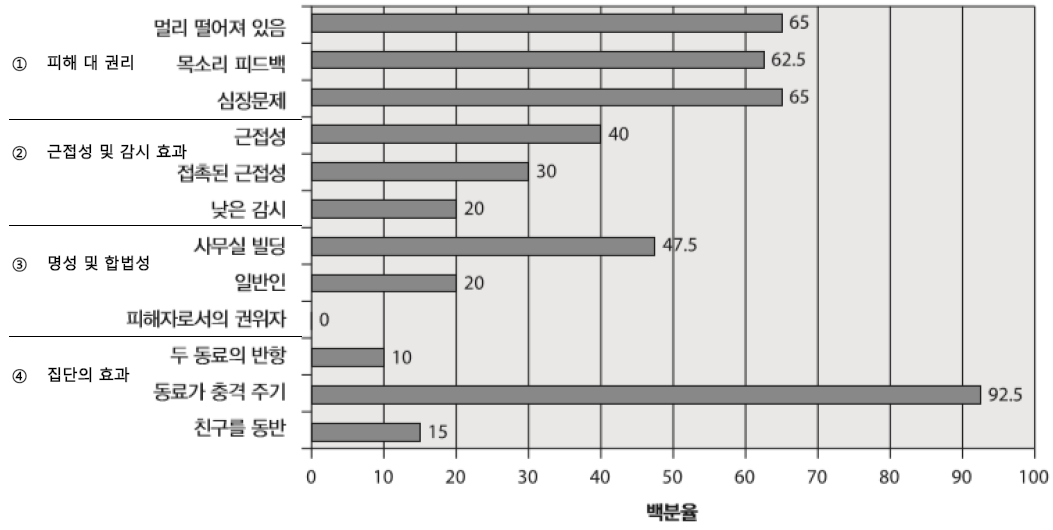 멀리 떨어져 있음 65
① 피해 대 권리 목소리 피드백 62.5
심장문제 65
근접성 40
② 근접성 및 감시 효과
접촉된 근접성 30
낮은 감시 20
사무실 빌딩 47.5
③ 명성 및 합법성
일반인 20
피해자로서의 권위자 0
두 동료의 반항 10
④ 집단의 효과
동료가 충격 주기 92.5
친구를 동반 15
0 10 20 30 40 50 60 70 80 90 100
백분율